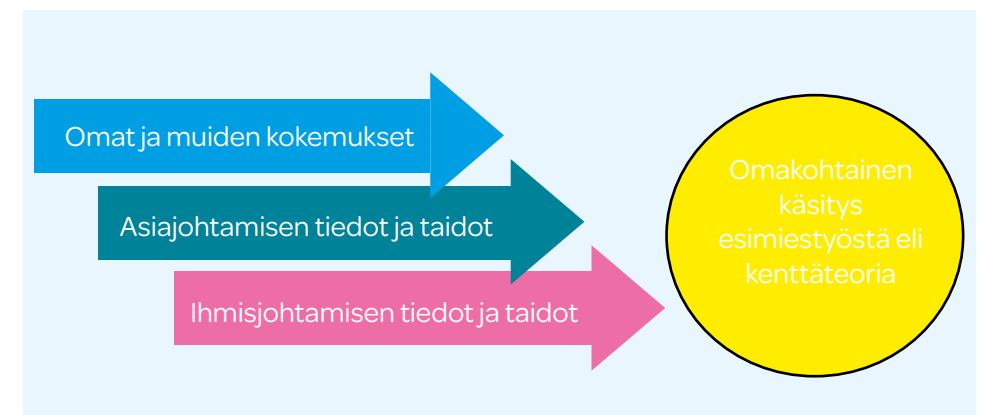 Omat ja muiden kokemukset
Asiajohtamisen tiedot ja taidot
Ihmisjohtamisen tiedot ja taidot
Omakohtainen
käsitys
esimiestyöstä eli
kenttäteoria